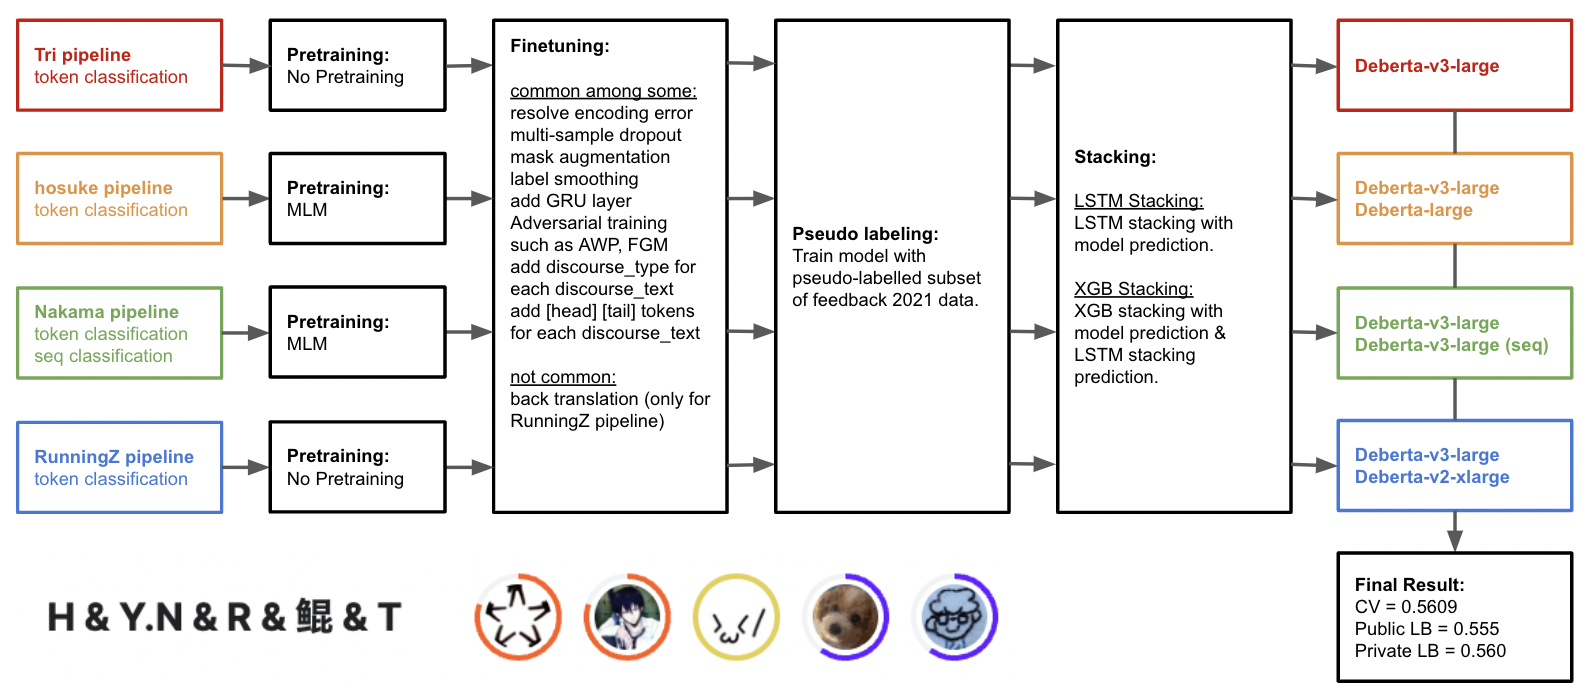 Tri pipeline
token classification
Pretraining:
No Pretraining
hosuke pipeline
token classification
Pretraining:
MLM
Nakama pipeline
token classification
seq classification
Pretraining:
MLM
RunningZ pipeline
token classification
Pretraining:
No Pretraining
Finetuning:
common among some:
resolve encoding error
multi-sample dropout
mask augmentation
label smoothing
add GRU layer
Adversarial training
such as AWP, FGM
add discourse_type for
each discourse_text
add [head] [tail] tokens
for each discourse_text
not common:
back translation (only for
RunningZ pipeline)
Pseudo labeling:
Train model with
pseudo-labelled subset
of feedback 2021 data.
Stacking:
LSTM Stacking:
LSTM stacking with
model prediction.
XGB Stacking:
XGB stacking with
model prediction &
LSTM stacking
prediction.
Deberta-v3-large
Deberta-v3-large
Deberta-large
Deberta-v3-large
Deberta-v3-large (seq)
Deberta-v3-large
Deberta-v2-xlarge
Final Result:
CV = 0.5609
Public LB = 0.555
Private LB = 0.560
H & Y.N & R & 鲲 & T